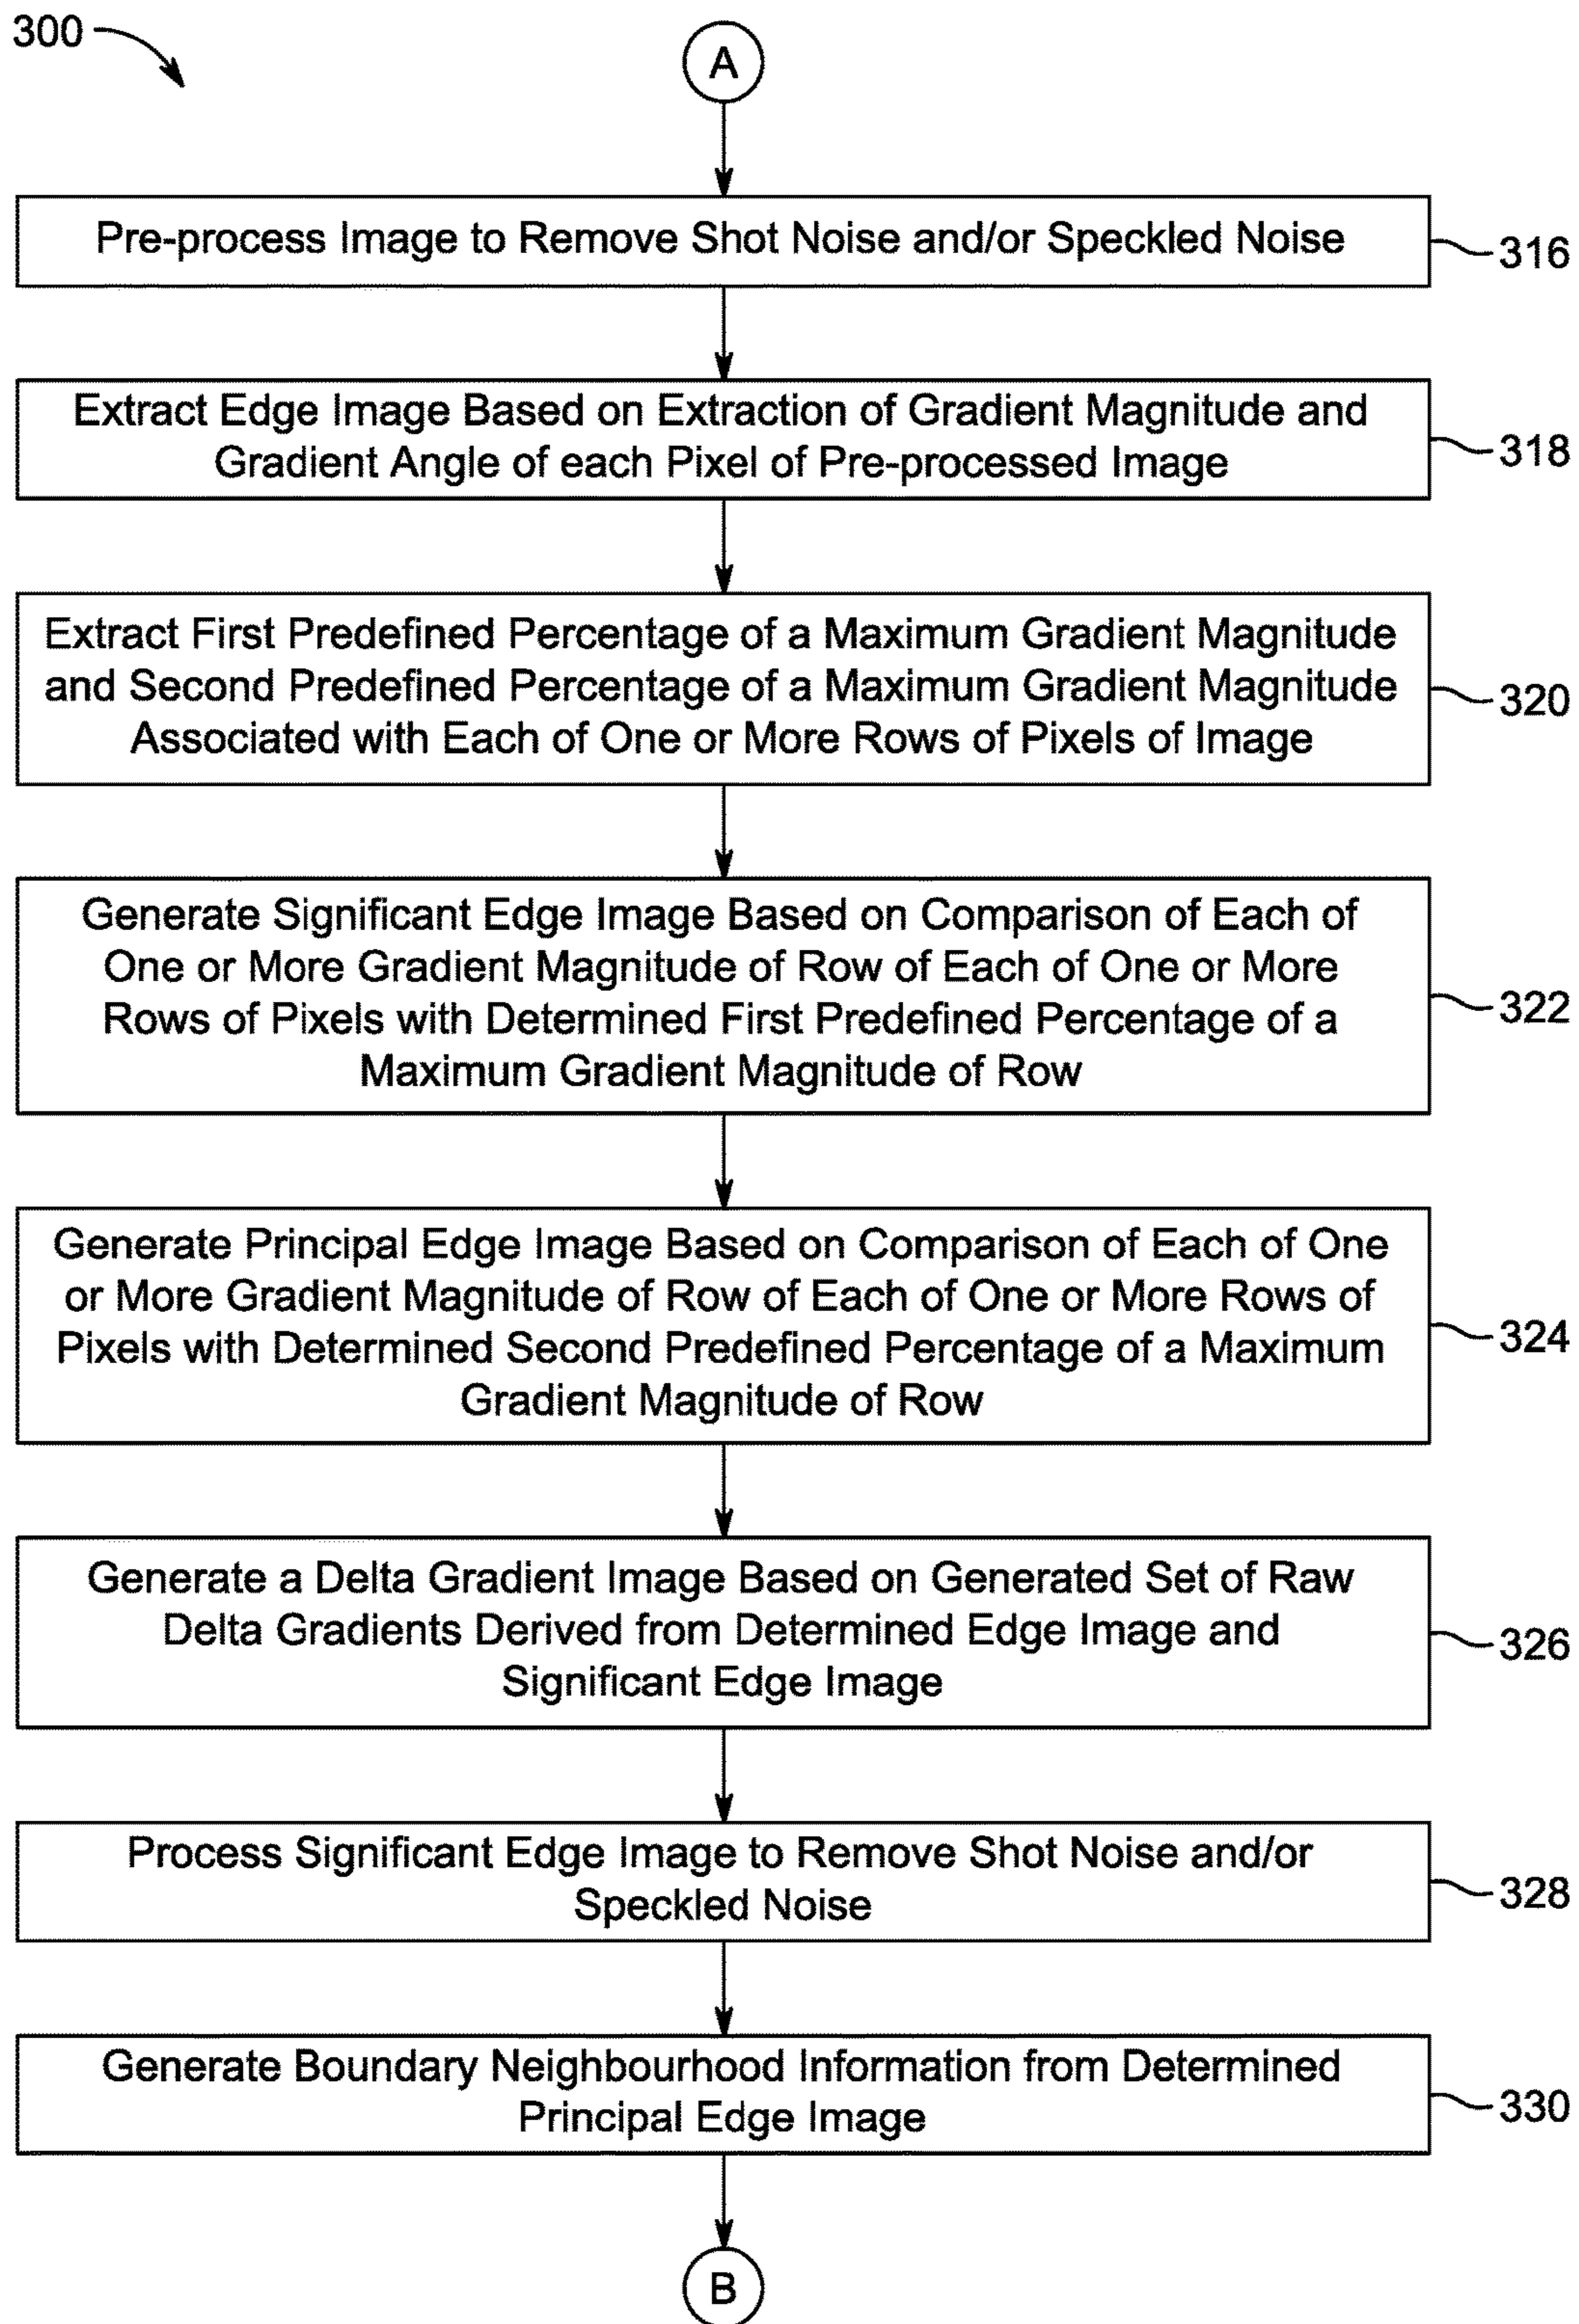 300
A
Pre-process Image to Remove Shot Noise and/or Speckled Noise
316
Extract Edge Image Based on Extraction of Gradient Magnitude and
Gradient Angle of each Pixel of Pre-processed Image
318
Extract First Predefined Percentage of a Maximum Gradient Magnitude
and Second Predefined Percentage of a Maximum Gradient Magnitude
Associated with Each of One or More Rows of Pixels of Image
320
Generate Significant Edge Image Based on Comparison of Each of
One or More Gradient Magnitude of Row of Each of One or More
Rows of Pixels with Determined First Predefined Percentage of a
Maximum Gradient Magnitude of Row
322
Generate Principal Edge Image Based on Comparison of Each of One
or More Gradient Magnitude of Row of Each of One or More Rows of
Pixels with Determined Second Predefined Percentage of a Maximum
Gradient Magnitude of Row
324
Generate a Delta Gradient Image Based on Generated Set of Raw
Delta Gradients Derived from Determined Edge Image and
Significant Edge Image
326
Process Significant Edge Image to Remove Shot Noise and/or
Speckled Noise
328
Generate Boundary Neighbourhood Information from Determined
Principal Edge Image
330
B